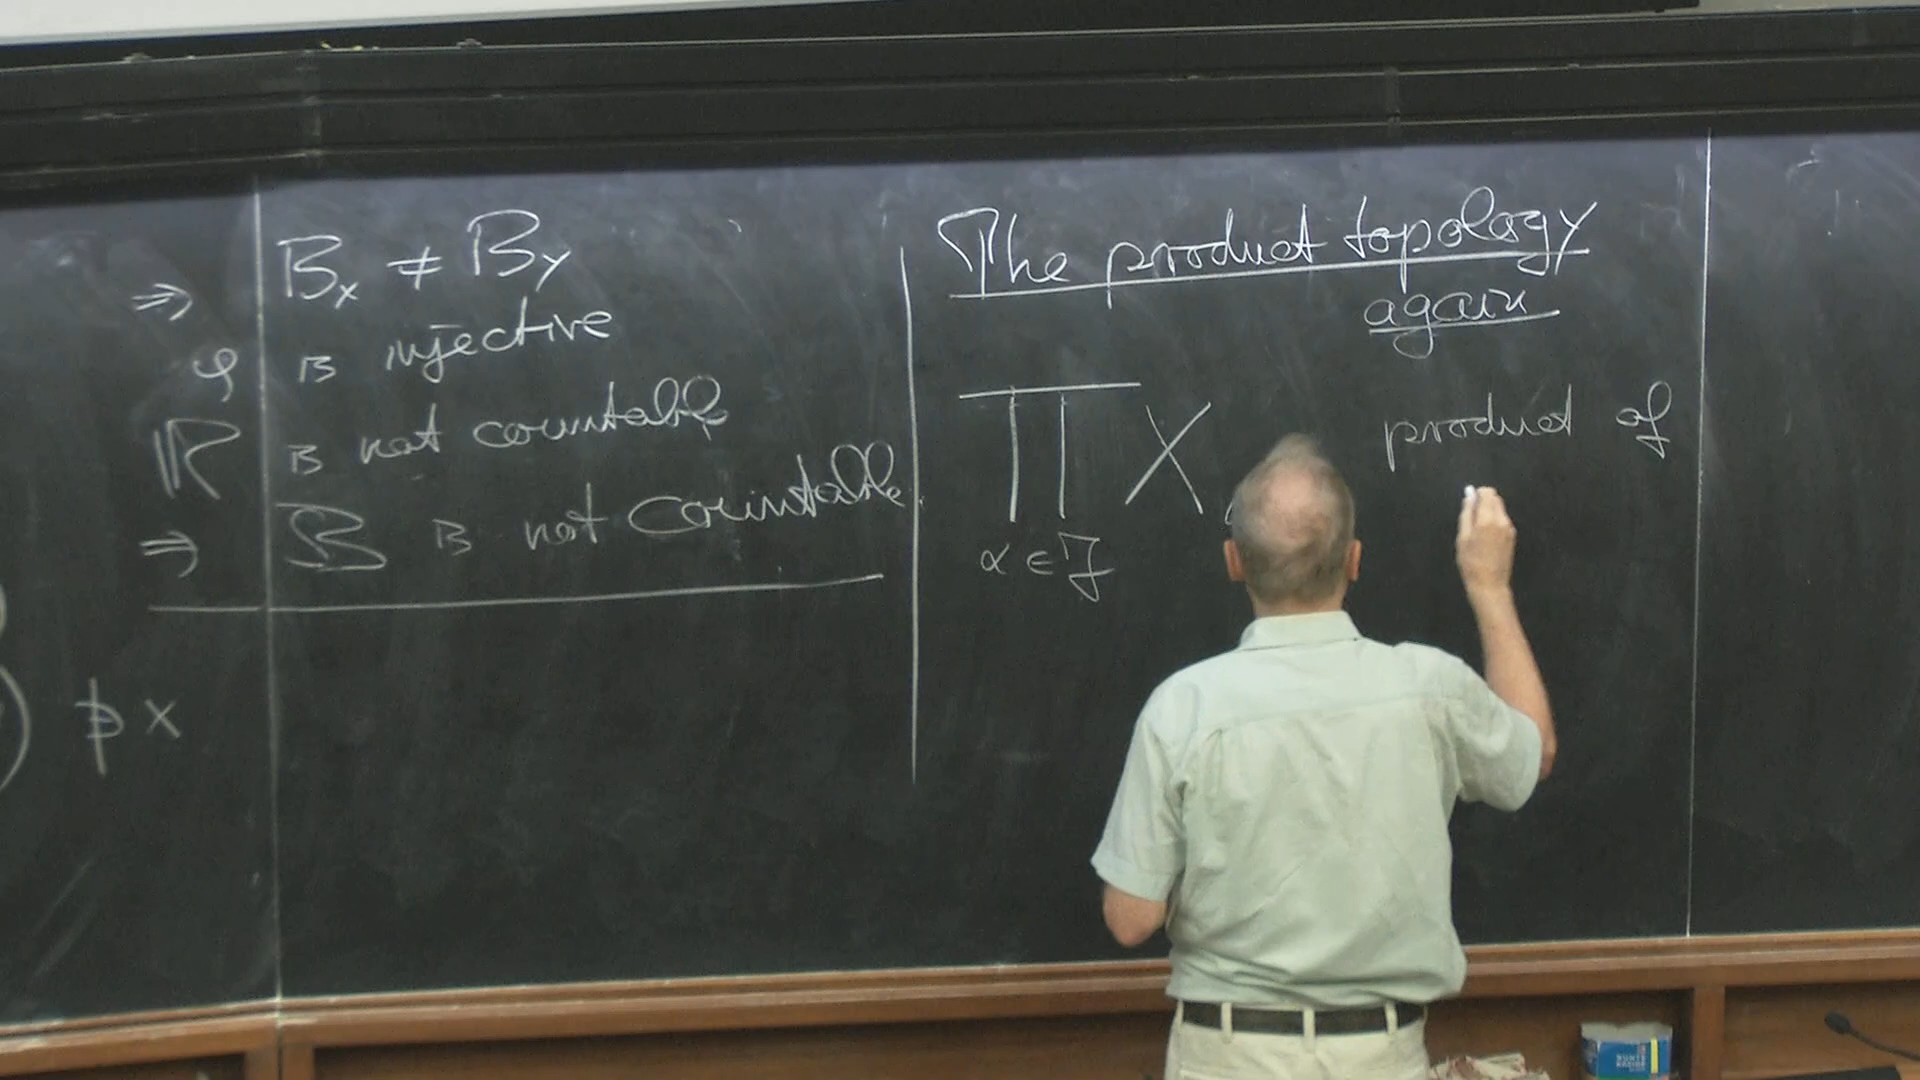 ⇒ B_x ≠ B_y
φ is injective
ℝ is not countable
⇒ ℬ is not countable.
∌ x
The product topology
again
∏ X
α ∈ J
product of